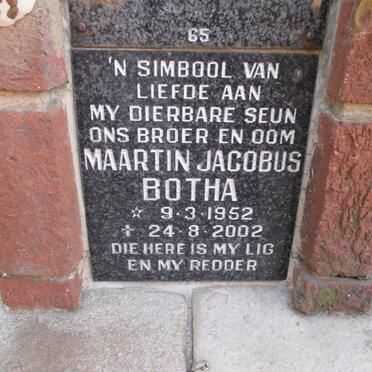 65
'N SIMBOOL VAN
LIEFDE AAN
MY DIERBARE SEUN
ONS BROER EN OOM
MAARTIN JACOBUS
BOTHA
☆ 9·3·1952
✝ 24·8·2002
DIE HERE IS MY LIG
EN MY REDDER